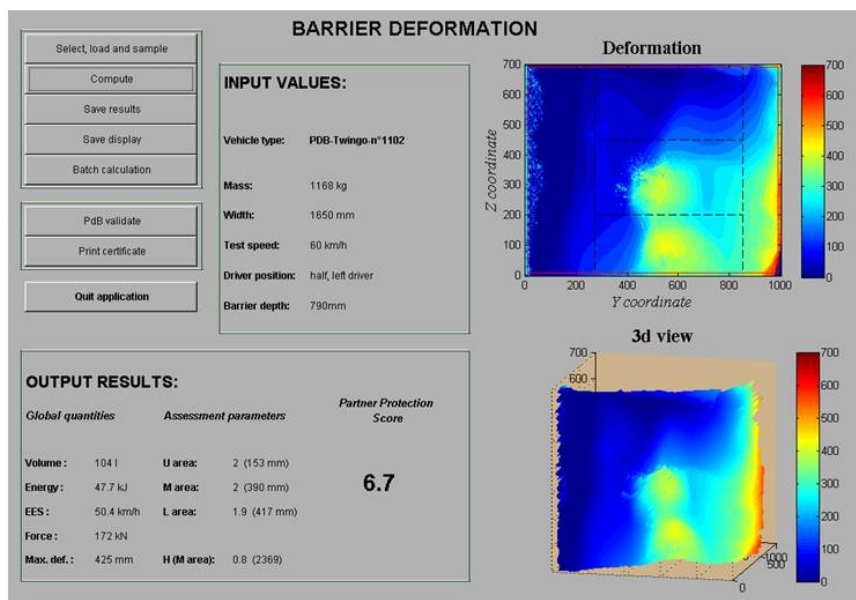 BARRIER DEFORMATION
Select, load and sample
Compute
Save results
Save display
Batch calculation
PdB validate
Print certificate
Quit application
INPUT VALUES:
Vehicle type: PDB-Twingo-n°1102
Mass: 1168 kg
Width: 1650 mm
Test speed: 60 km/h
Driver position: half, left driver
Barrier depth: 790mm
Deformation
700
600
500
400
300
200
100
0
Z coordinate
0 200 400 600 800 1000
Y coordinate
700
600
500
400
300
200
100
0
OUTPUT RESULTS:
Global quantities Assessment parameters Partner Protection
Score
Volume : 104 l U area: 2 (153 mm)
Energy : 47.7 kJ M area: 2 (390 mm)
6.7
EES : 50.4 km/h L area: 1.9 (417 mm)
Force : 172 kN
Max. def. : 425 mm H (M area): 0.8 (2369)
3d view
700
600
0
500
1000
700
600
500
400
300
200
100
0